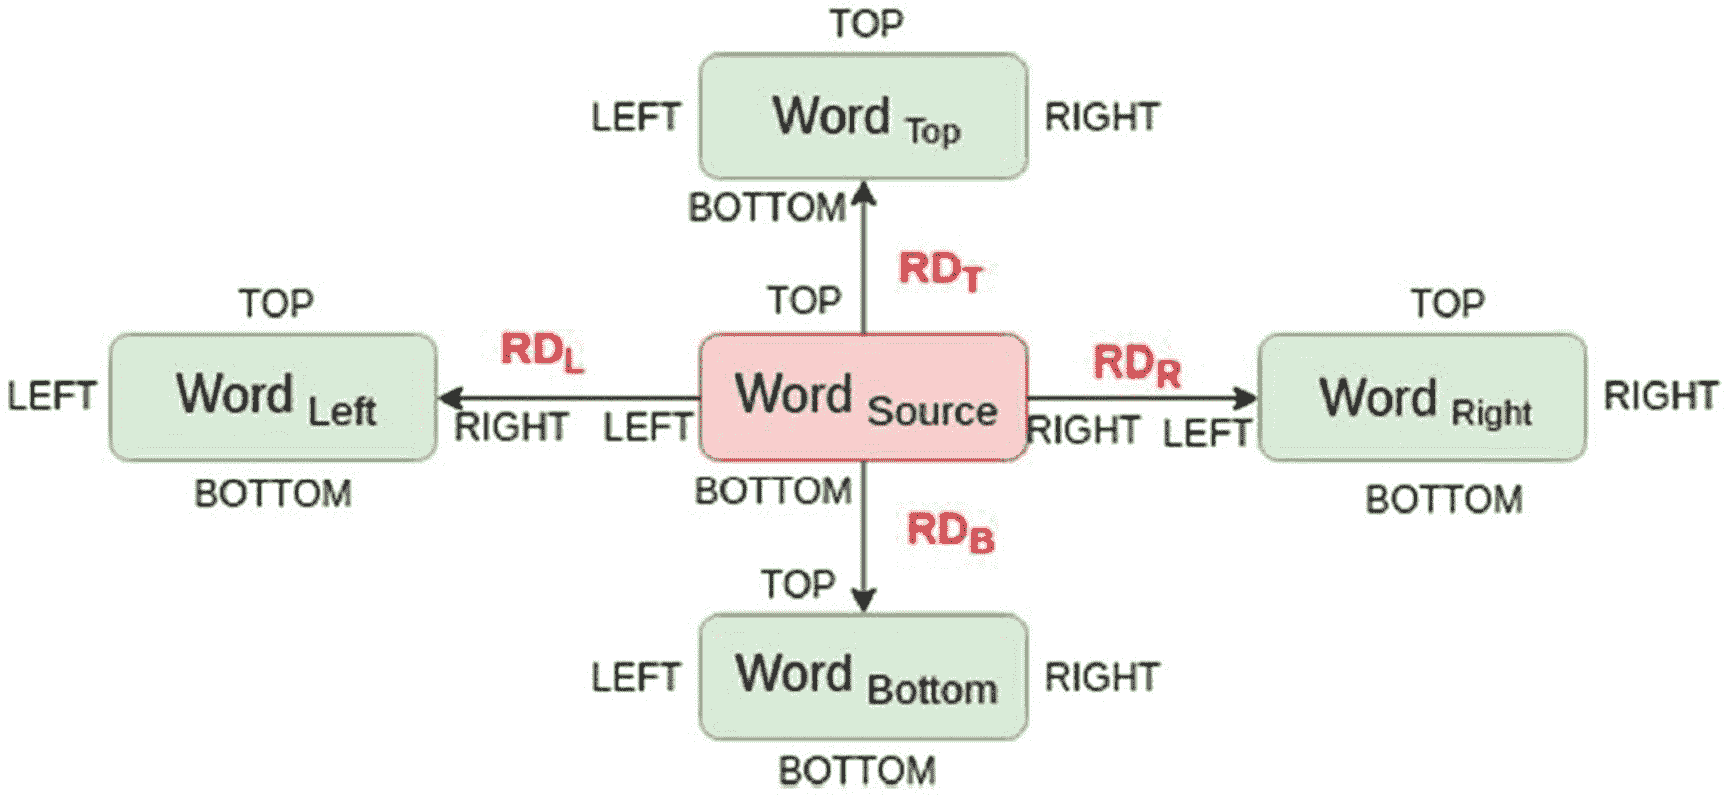 TOP
LEFT Word Top RIGHT
BOTTOM
RD_T
TOP TOP TOP
LEFT Word Left RD_L RIGHT LEFT Word Source RD_R RIGHT LEFT Word Right RIGHT
BOTTOM BOTTOM BOTTOM
RD_B
TOP
LEFT Word Bottom RIGHT
BOTTOM